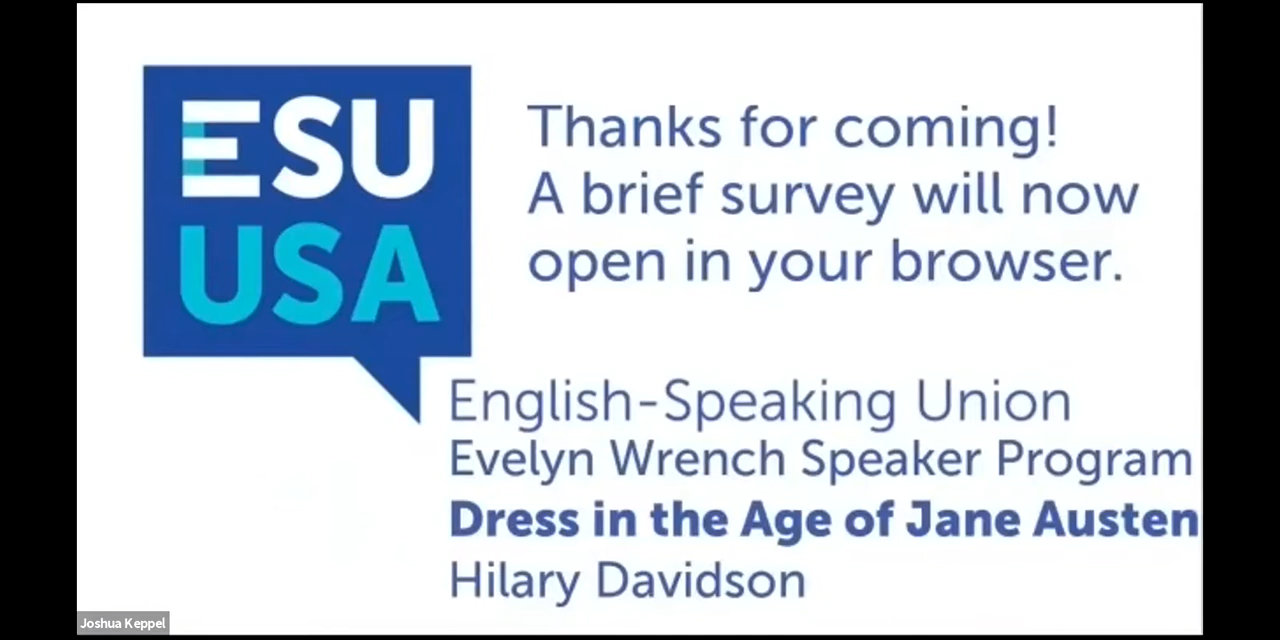 ESU
USA
Thanks for coming!
A brief survey will now
open in your browser.
English-Speaking Union
Evelyn Wrench Speaker Program
Dress in the Age of Jane Austen
Hilary Davidson
Joshua Keppel